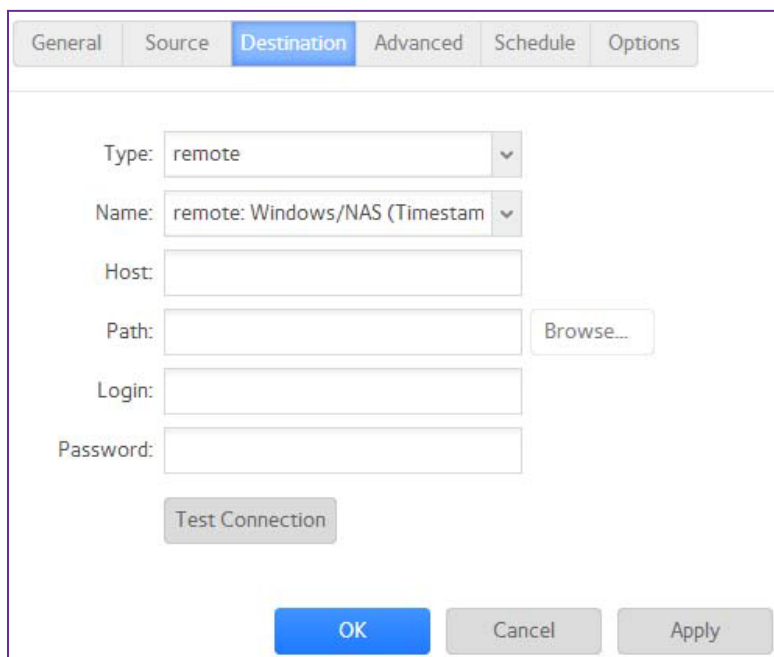 General Source Destination Advanced Schedule Options
Type: remote
Name: remote: Windows/NAS (Timestam
Host:
Path: Browse...
Login:
Password:
Test Connection
OK Cancel Apply